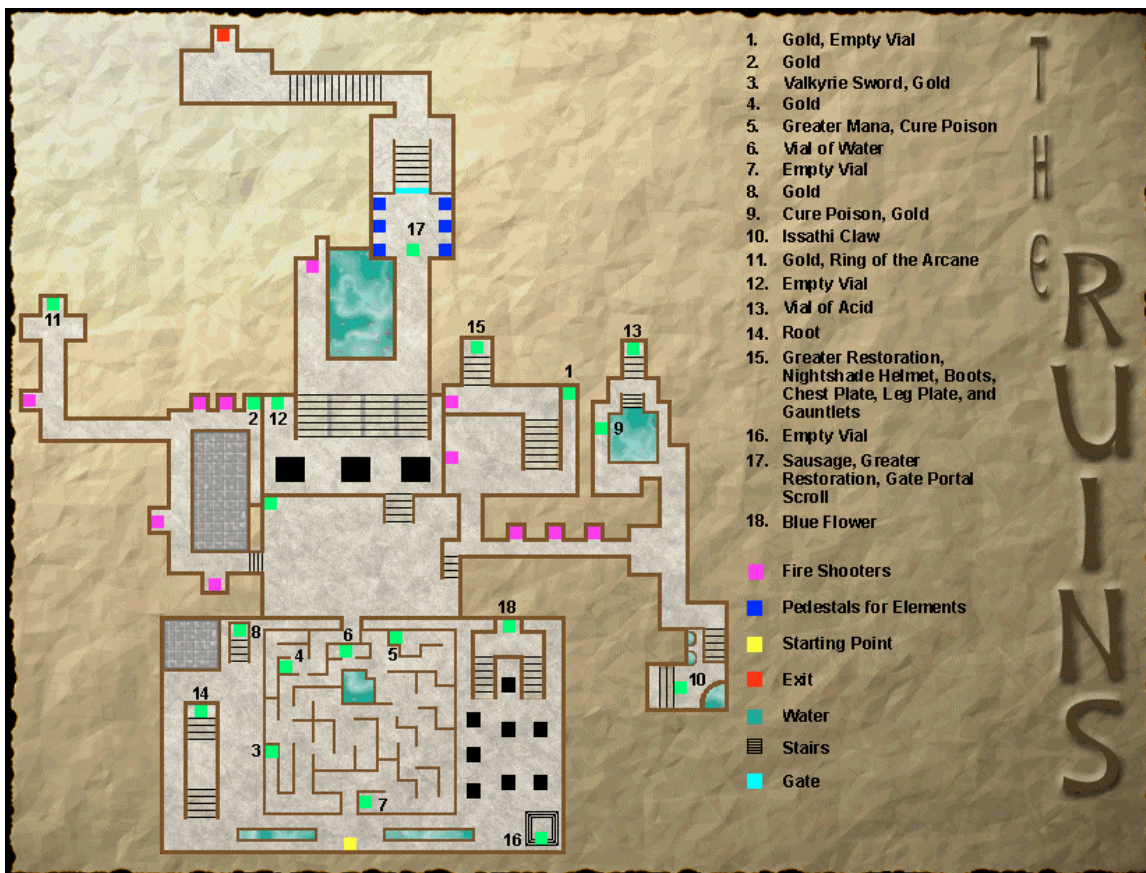 THE RUINS
1. Gold, Empty Vial
2. Gold
3. Valkyrie Sword, Gold
4. Gold
5. Greater Mana, Cure Poison
6. Vial of Water
7. Empty Vial
8. Gold
9. Cure Poison, Gold
10. Issathi Claw
11. Gold, Ring of the Arcane
12. Empty Vial
13. Vial of Acid
14. Root
15. Greater Restoration,
Nightshade Helmet, Boots,
Chest Plate, Leg Plate, and
Gauntlets
16. Empty Vial
17. Sausage, Greater
Restoration, Gate Portal
Scroll
18. Blue Flower
Fire Shooters
Pedestals for Elements
Starting Point
Exit
Water
Stairs
Gate
17
11
15
13
1
2
12
9
18
8
6
4
5
10
14
3
7
16